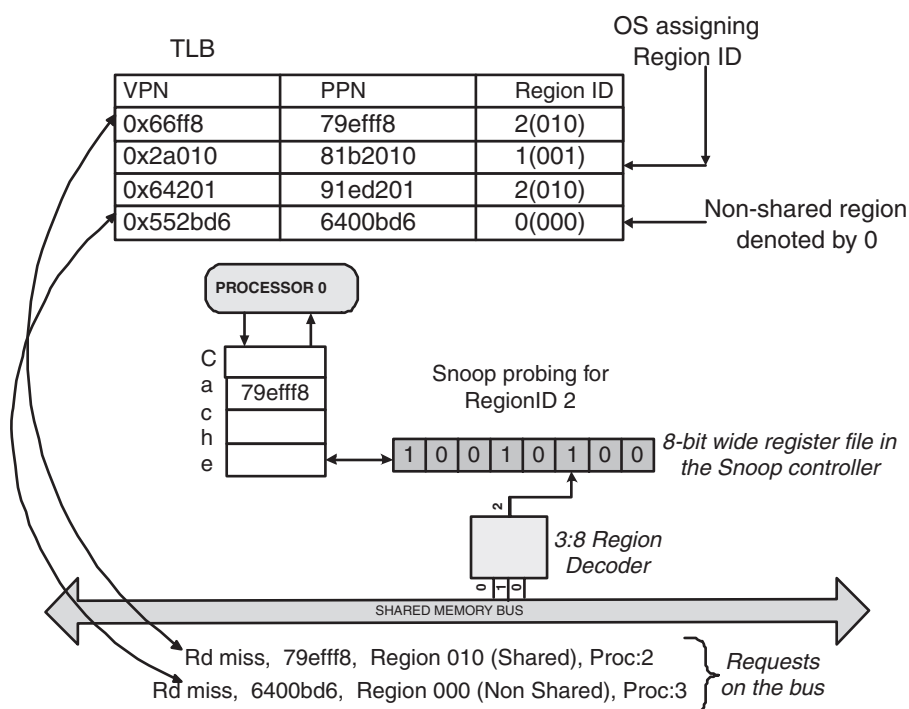 OS assigning
Region ID
TLB
VPN PPN Region ID
0x66ff8 79efff8 2(010)
0x2a010 81b2010 1(001)
0x64201 91ed201 2(010)
0x552bd6 6400bd6 0(000)
Non-shared region
denoted by 0
PROCESSOR 0
C
a
c
h
e
79efff8
Snoop probing for
RegionID 2
1 0 0 1 0 1 0 0
8-bit wide register file in
the Snoop controller
2
3:8 Region
Decoder
0 1 0
SHARED MEMORY BUS
Rd miss, 79efff8, Region 010 (Shared), Proc:2
Rd miss, 6400bd6, Region 000 (Non Shared), Proc:3
Requests
on the bus